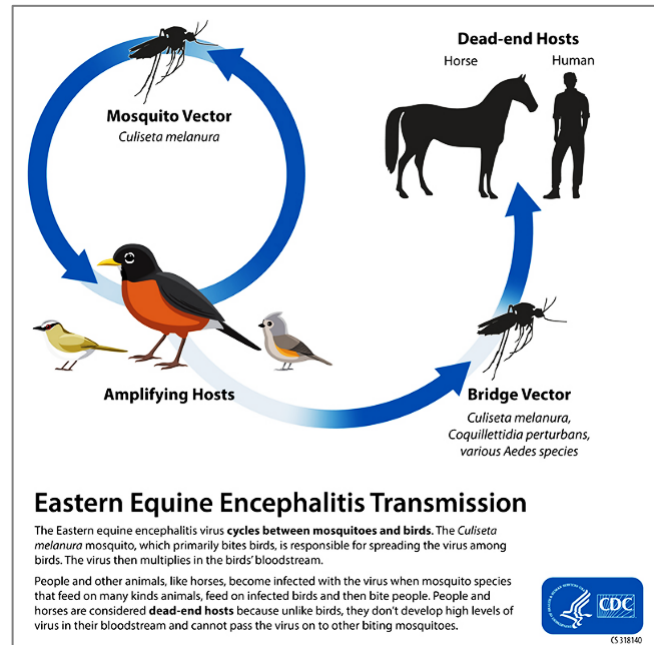 Dead-end Hosts
Horse Human
Mosquito Vector
Culiseta melanura
Amplifying Hosts
Bridge Vector
Culiseta melanura,
Coquillettidia perturbans,
various Aedes species
Eastern Equine Encephalitis Transmission
The Eastern equine encephalitis virus cycles between mosquitoes and birds. The Culiseta
melanura mosquito, which primarily bites birds, is responsible for spreading the virus among
birds. The virus then multiplies in the birds' bloodstream.
People and other animals, like horses, become infected with the virus when mosquito species
that feed on many kinds animals, feed on infected birds and then bite people. People and
horses are considered dead-end hosts because unlike birds, they don't develop high levels of
virus in their bloodstream and cannot pass the virus on to other biting mosquitoes.
CDC
CS 318140